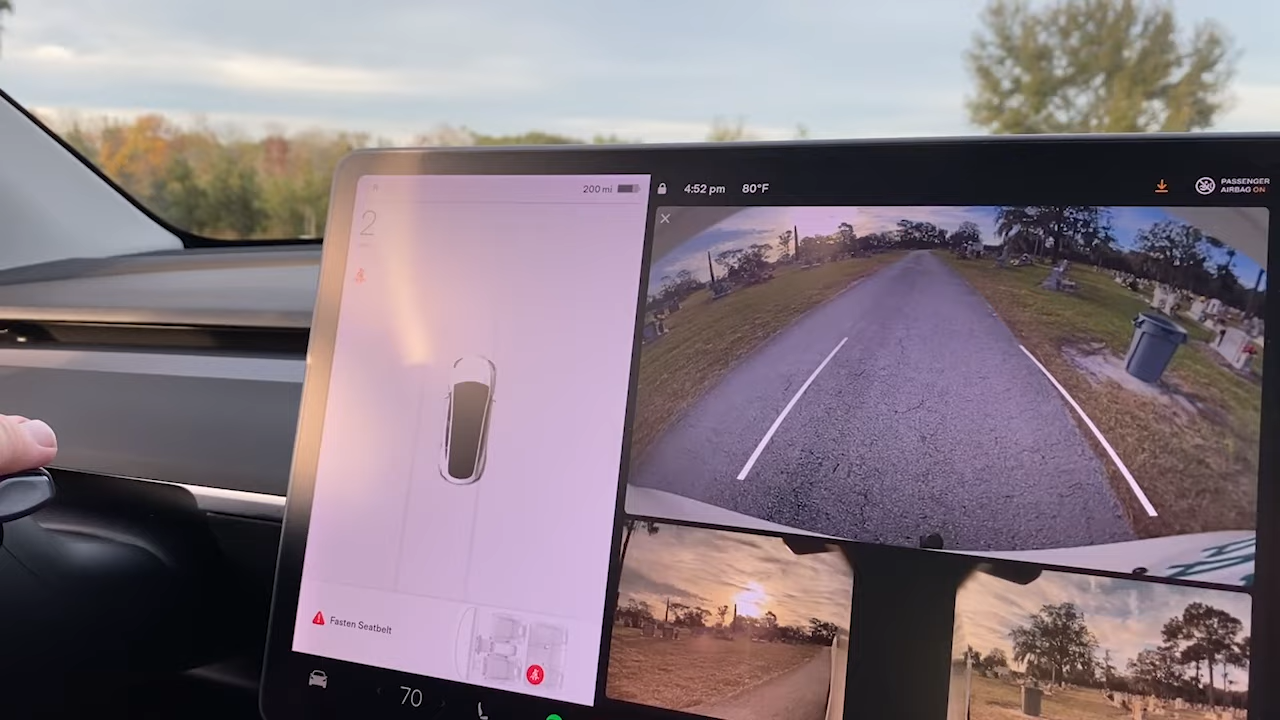 200 mi
4:52 pm 80°F
PASSENGER
AIRBAG ON
2
Fasten Seatbelt
70